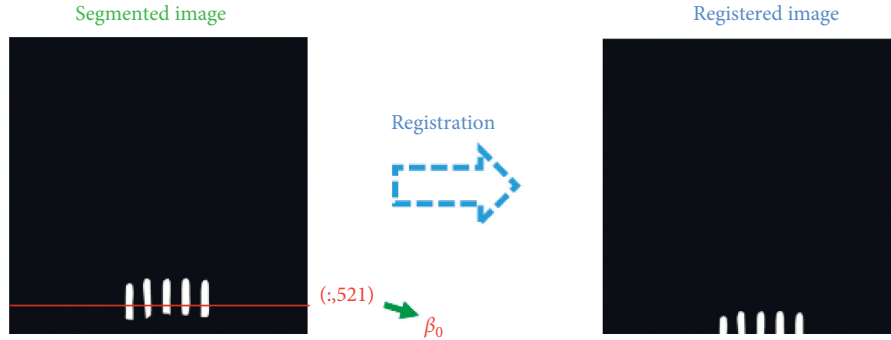 Segmented image
Registered image
Registration
(:,521)
β₀